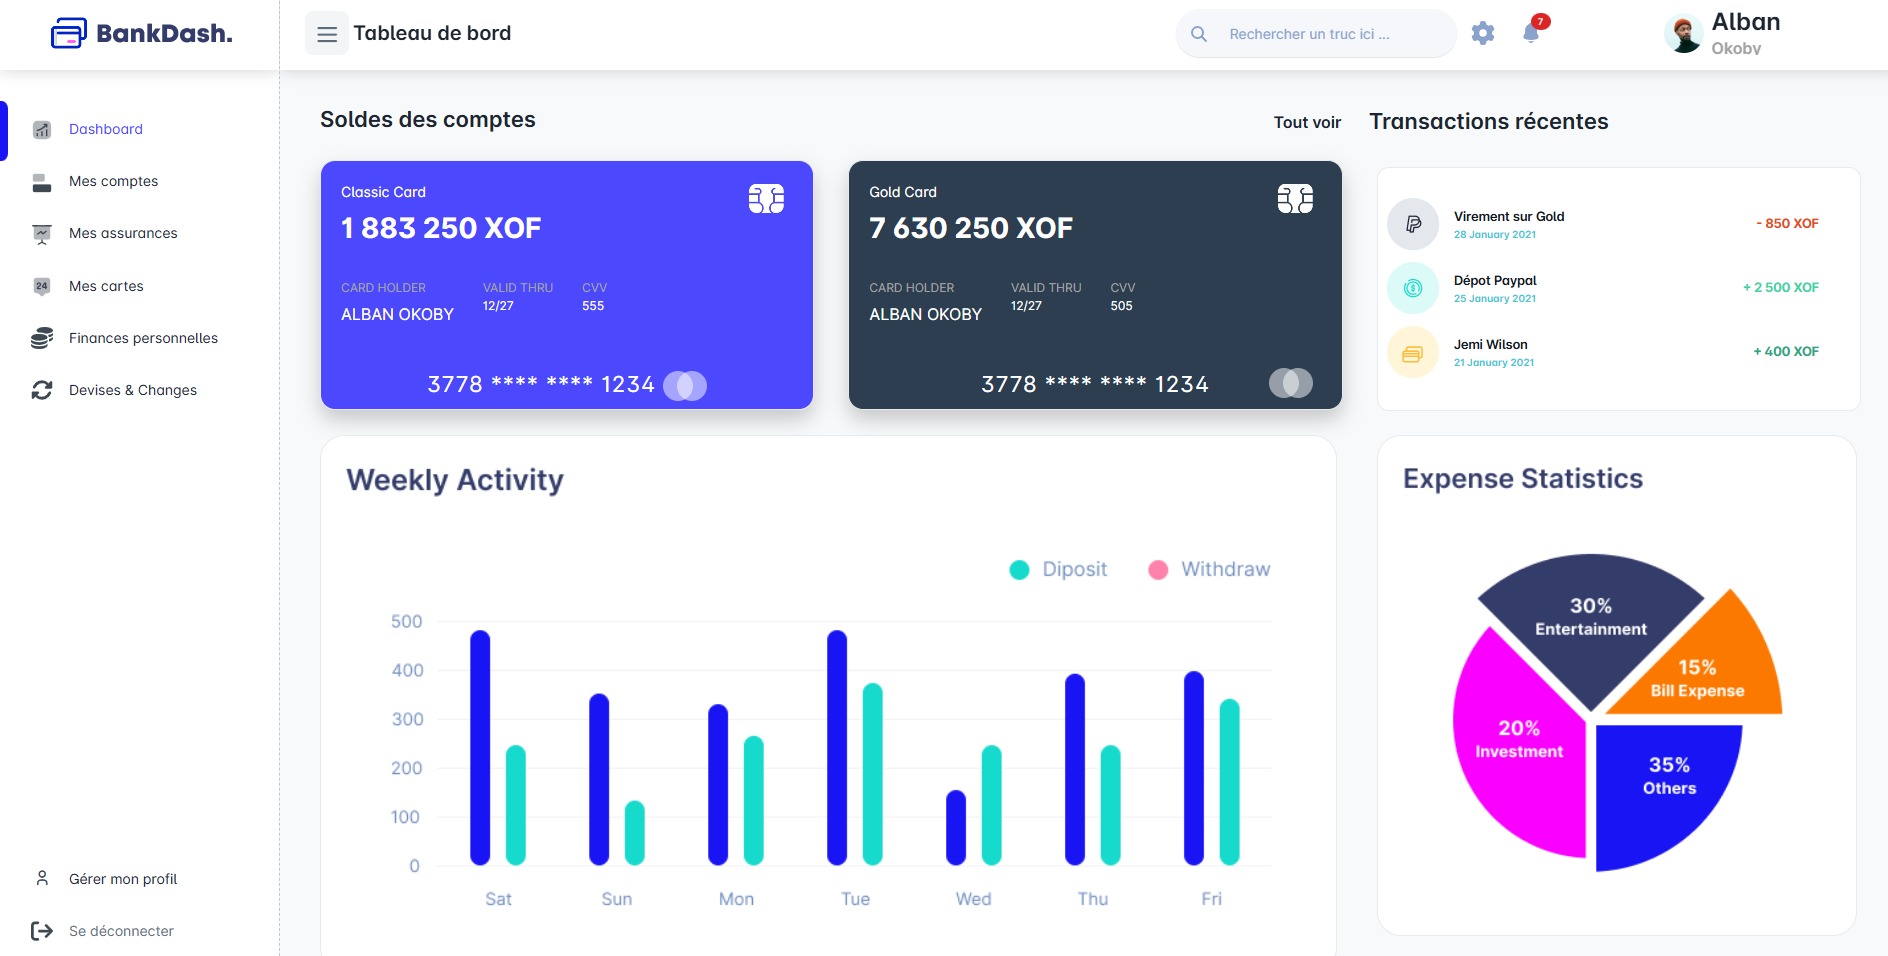 BankDash.
Tableau de bord
Rechercher un truc ici ...
7
Alban
Okoby
Dashboard
Mes comptes
Mes assurances
24
Mes cartes
Finances personnelles
Devises & Changes
Gérer mon profil
Se déconnecter
Soldes des comptes
Tout voir
Classic Card
1 883 250 XOF
CARD HOLDER
ALBAN OKOBY
VALID THRU
12/27
CVV
555
3778 **** **** 1234
Gold Card
7 630 250 XOF
CARD HOLDER
ALBAN OKOBY
VALID THRU
12/27
CVV
505
3778 **** **** 1234
Transactions récentes
Virement sur Gold
28 January 2021
- 850 XOF
Dépot Paypal
25 January 2021
+ 2 500 XOF
Jemi Wilson
21 January 2021
+ 400 XOF
Weekly Activity
Diposit
Withdraw
500
400
300
200
100
0
Sat
Sun
Mon
Tue
Wed
Thu
Fri
Expense Statistics
30%
Entertainment
15%
Bill Expense
20%
Investment
35%
Others